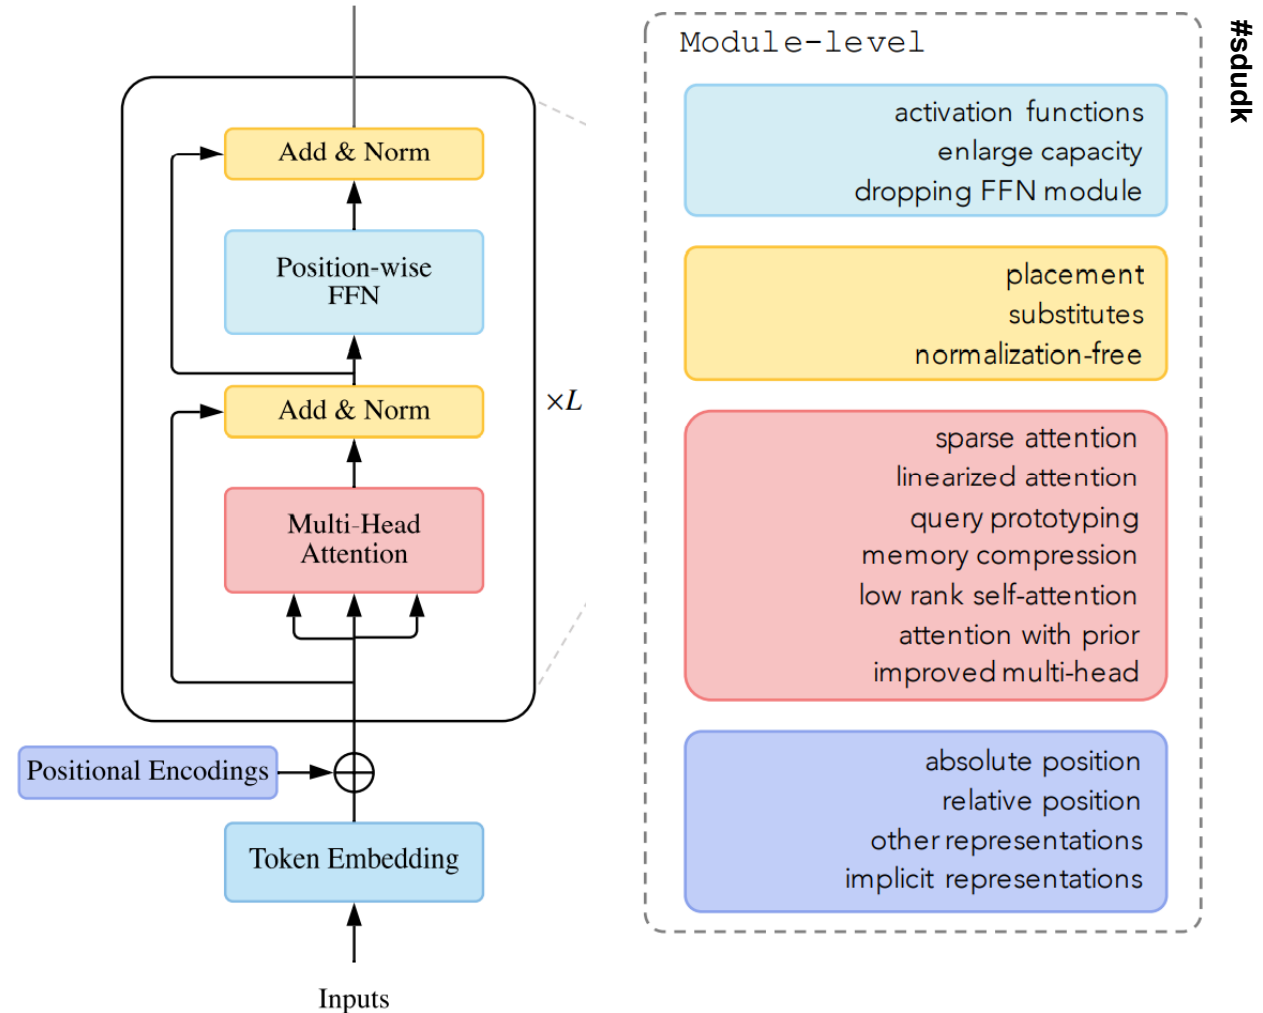 Add & Norm
Position-wise
FFN
Add & Norm
×L
Multi-Head
Attention
Positional Encodings
Token Embedding
Inputs
Module-level
activation functions
enlarge capacity
dropping FFN module
placement
substitutes
normalization-free
sparse attention
linearized attention
query prototyping
memory compression
low rank self-attention
attention with prior
improved multi-head
absolute position
relative position
other representations
implicit representations
#sdudk